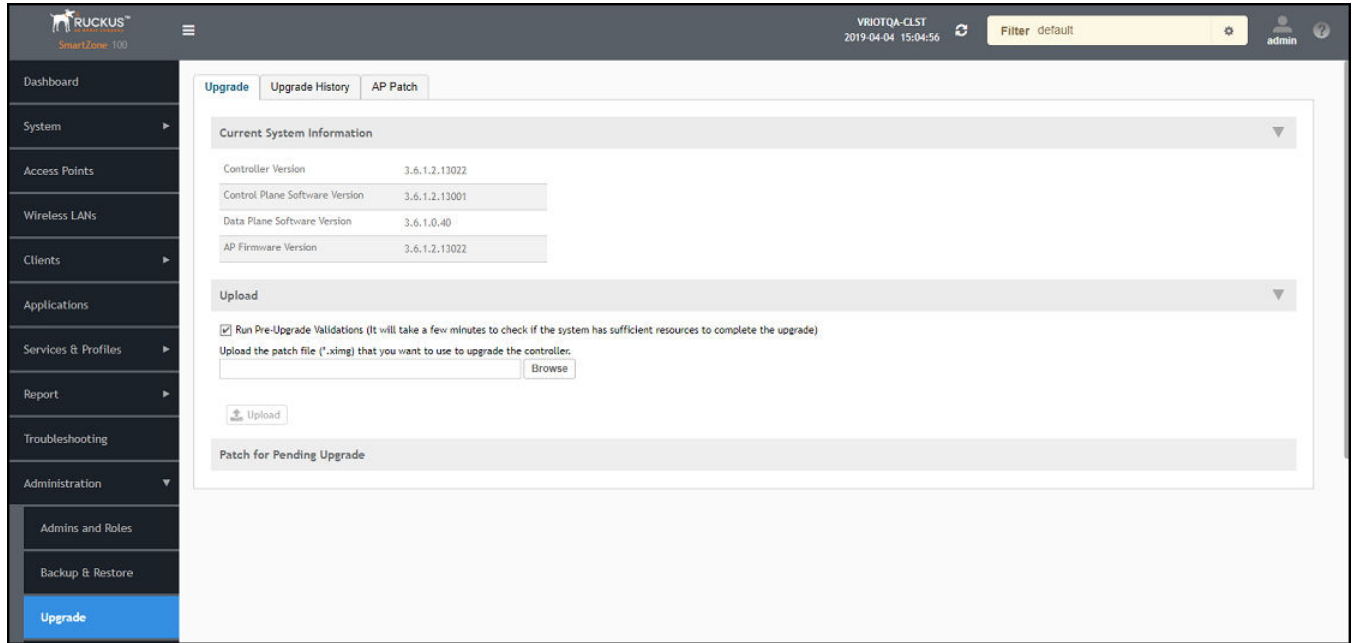 RUCKUS™
SmartZone 100
VRIOTQA-CLST
2019-04-04 15:04:56
Filter default
admin
Dashboard
System
Access Points
Wireless LANs
Clients
Applications
Services & Profiles
Report
Troubleshooting
Administration
Admins and Roles
Backup & Restore
Upgrade
Upgrade Upgrade History AP Patch
Current System Information
Controller Version 3.6.1.2.13022
Control Plane Software Version 3.6.1.2.13001
Data Plane Software Version 3.6.1.0.40
AP Firmware Version 3.6.1.2.13022
Upload
Run Pre-Upgrade Validations (It will take a few minutes to check if the system has sufficient resources to complete the upgrade)
Upload the patch file (*.ximg) that you want to use to upgrade the controller.
Browse
Upload
Patch for Pending Upgrade